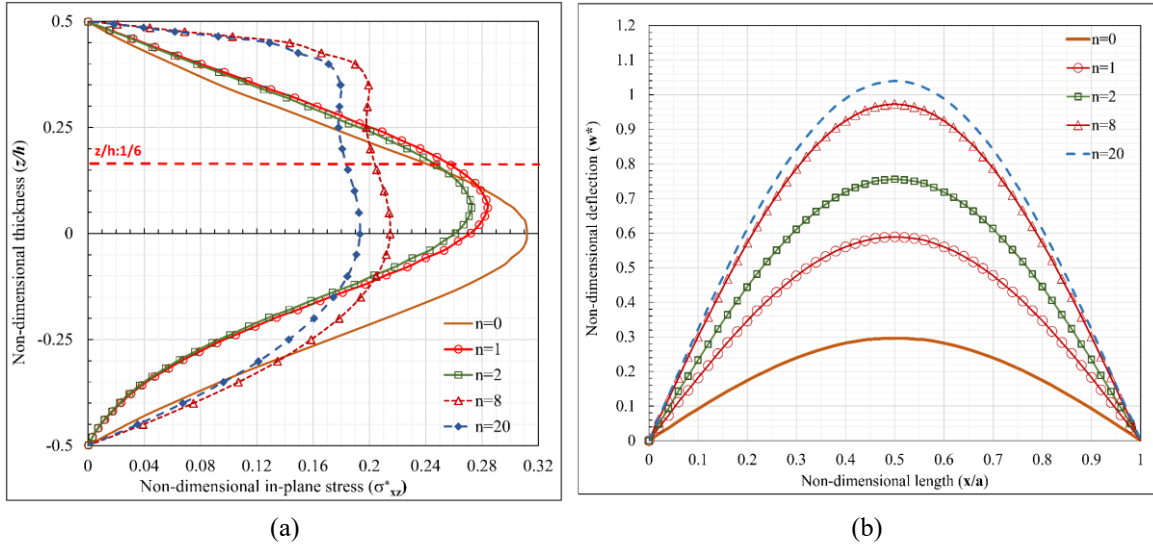 0.5
0.25
0
-0.25
-0.5
Non-dimensional thickness (z/h)
z/h:1/6
n=0
n=1
n=2
n=8
n=20
0 0.04 0.08 0.12 0.16 0.2 0.24 0.28 0.32
Non-dimensional in-plane stress (σ*xz)
(a)
1.2
1.1
1
0.9
0.8
0.7
0.6
0.5
0.4
0.3
0.2
0.1
0
Non-dimensional deflection (w*)
n=0
n=1
n=2
n=8
n=20
0 0.1 0.2 0.3 0.4 0.5 0.6 0.7 0.8 0.9 1
Non-dimensional length (x/a)
(b)